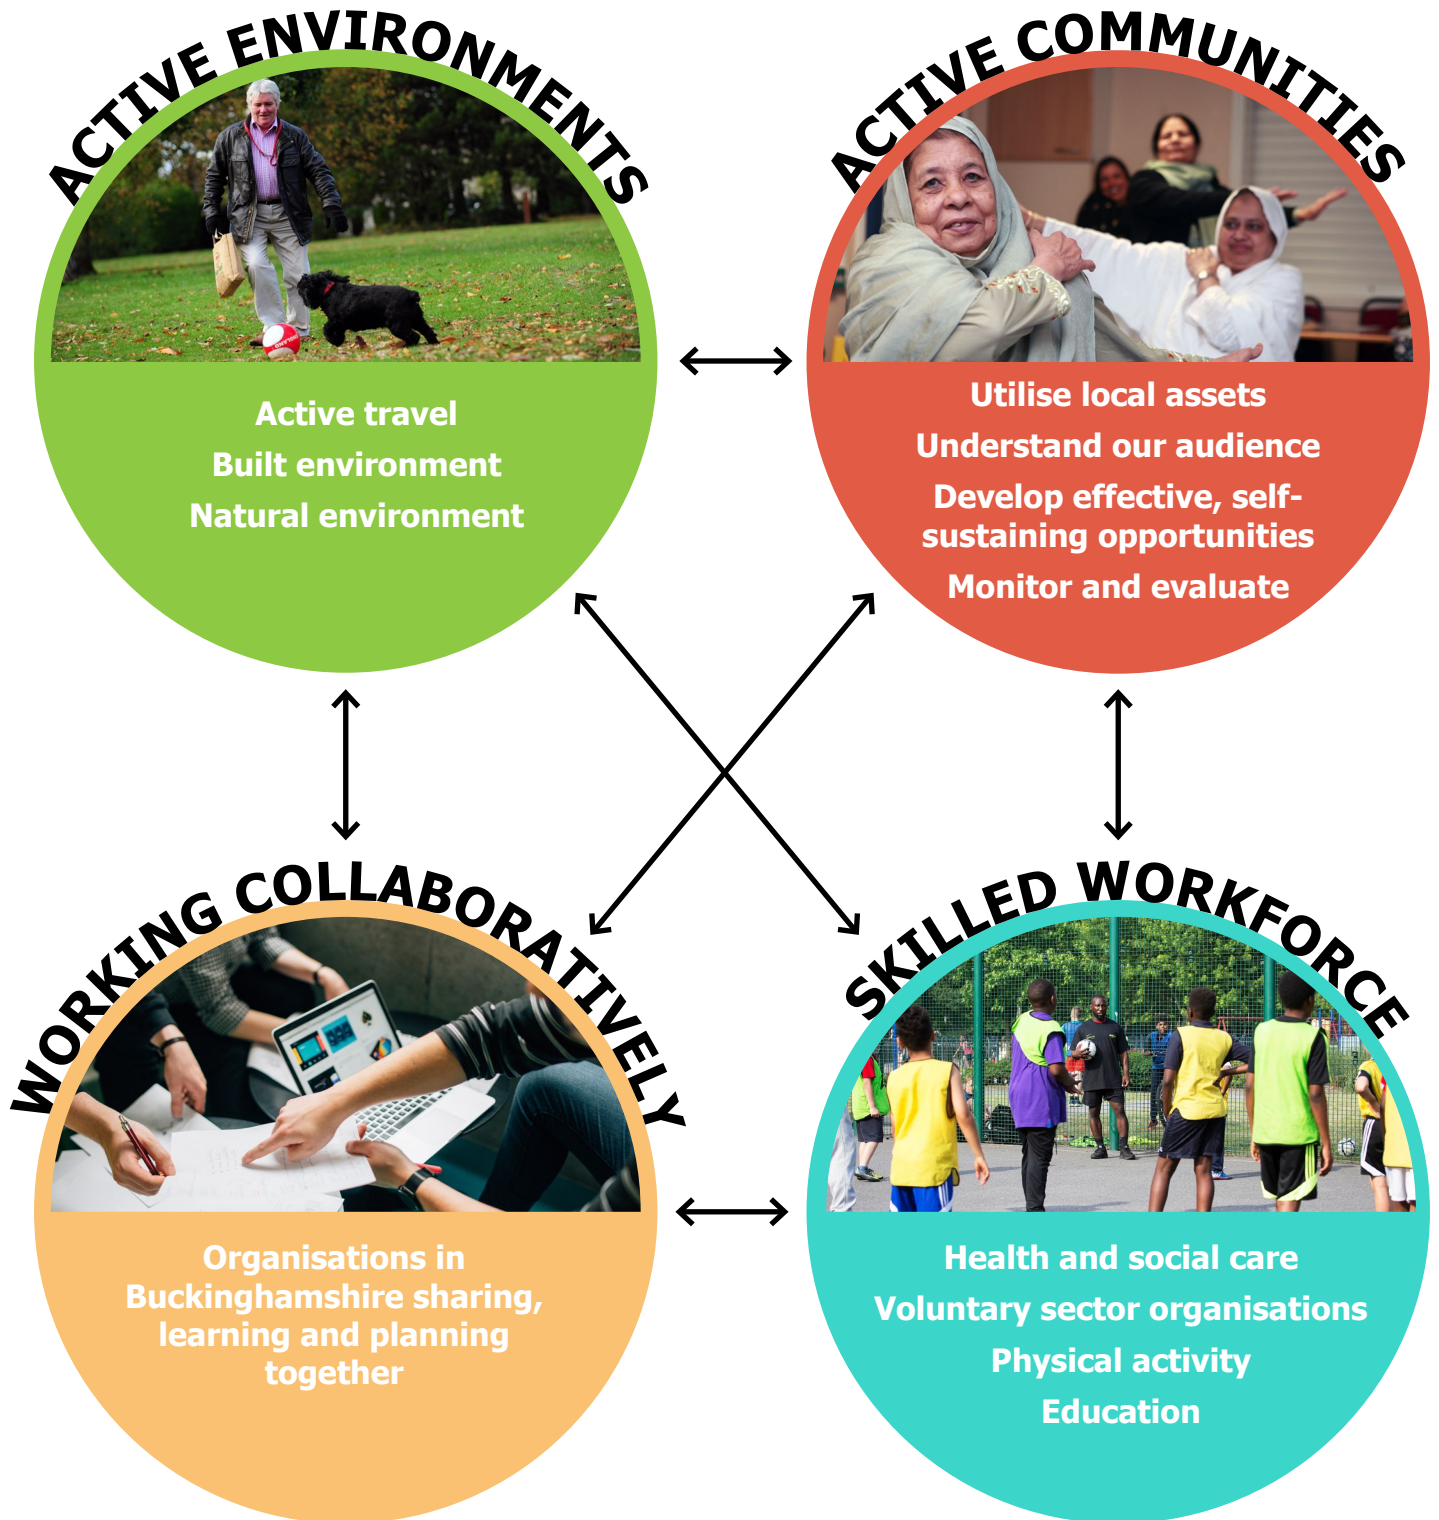 ACTIVE ENVIRONMENTS
Active travel
Built environment
Natural environment
ACTIVE COMMUNITIES
Utilise local assets
Understand our audience
Develop effective, self-
sustaining opportunities
Monitor and evaluate
WORKING COLLABORATIVELY
Organisations in
Buckinghamshire sharing,
learning and planning
together
SKILLED WORKFORCE
Health and social care
Voluntary sector organisations
Physical activity
Education